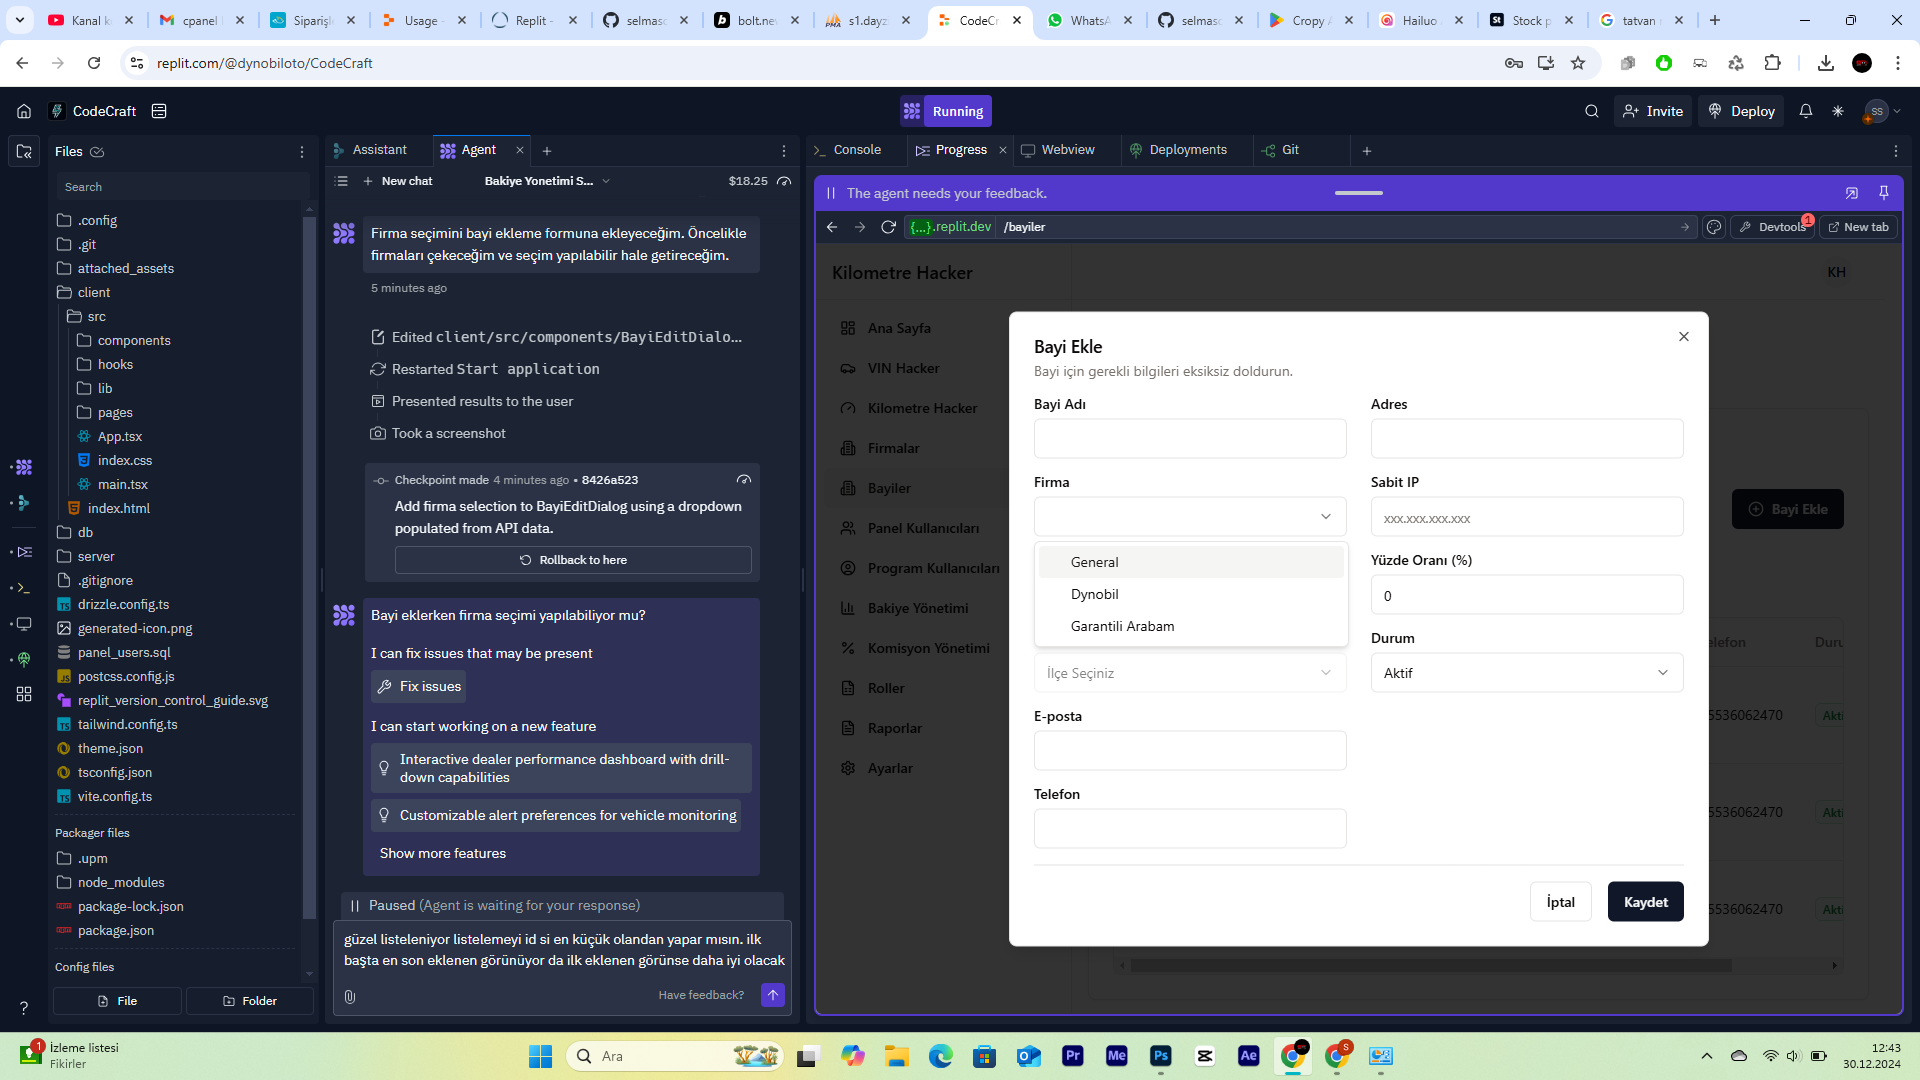 Kanal k
cpanel
Sipariş
Usage -
Replit -
selmas
bolt.ne
s1.dayz
CodeCr
WhatsA
selmas
Cropy
Hailuo
Stock p
tatvan
replit.com/@dynobiloto/CodeCraft
CodeCraft
Running
Invite
Deploy
SS
Files
Search
.config
.git
attached_assets
client
src
components
hooks
lib
pages
App.tsx
index.css
main.tsx
index.html
db
server
.gitignore
drizzle.config.ts
generated-icon.png
panel_users.sql
postcss.config.js
replit_version_control_guide.svg
tailwind.config.ts
theme.json
tsconfig.json
vite.config.ts
Packager files
.upm
node_modules
package-lock.json
package.json
Config files
File
Folder
Assistant
Agent
New chat
Bakiye Yonetimi S...
$18.25
Firma seçimini bayi ekleme formuna ekleyeceğim. Öncelikle
firmaları çekeceğim ve seçim yapılabilir hale getireceğim.
5 minutes ago
Edited client/src/components/BayiEditDialo...
Restarted Start application
Presented results to the user
Took a screenshot
Checkpoint made 4 minutes ago • 8426a523
Add firma selection to BayiEditDialog using a dropdown
populated from API data.
Rollback to here
Bayi eklerken firma seçimi yapılabiliyor mu?
I can fix issues that may be present
Fix issues
I can start working on a new feature
Interactive dealer performance dashboard with drill-
down capabilities
Customizable alert preferences for vehicle monitoring
Show more features
Paused (Agent is waiting for your response)
güzel listeleniyor listelemeyi id si en küçük olandan yapar mısın. ilk
başta en son eklenen görünüyor da ilk eklenen görünse daha iyi olacak
Have feedback?
Console
Progress
Webview
Deployments
Git
The agent needs your feedback.
{...}.replit.dev
/bayiler
Devtools
1
New tab
Kilometre Hacker
KH
Ana Sayfa
VIN Hacker
Kilometre Hacker
Firmalar
Bayiler
Panel Kullanıcıları
Program Kullanıcıları
Bakiye Yönetimi
Komisyon Yönetimi
Roller
Raporlar
Ayarlar
Bayi Ekle
Bayi için gerekli bilgileri eksiksiz doldurun.
Bayi Adı
Adres
Firma
Sabit IP
xxx.xxx.xxx.xxx
General
Dynobil
Garantili Arabam
Yüzde Oranı (%)
0
Durum
İlçe Seçiniz
Aktif
E-posta
Telefon
İptal
Kaydet
Bayi Ekle
elefon
Duru
5536062470
Akti
Akti
5536062470
Akti
1
İzleme listesi
Fikirler
Ara
Pr
Me
Ps
Ae
S
12:43
30.12.2024